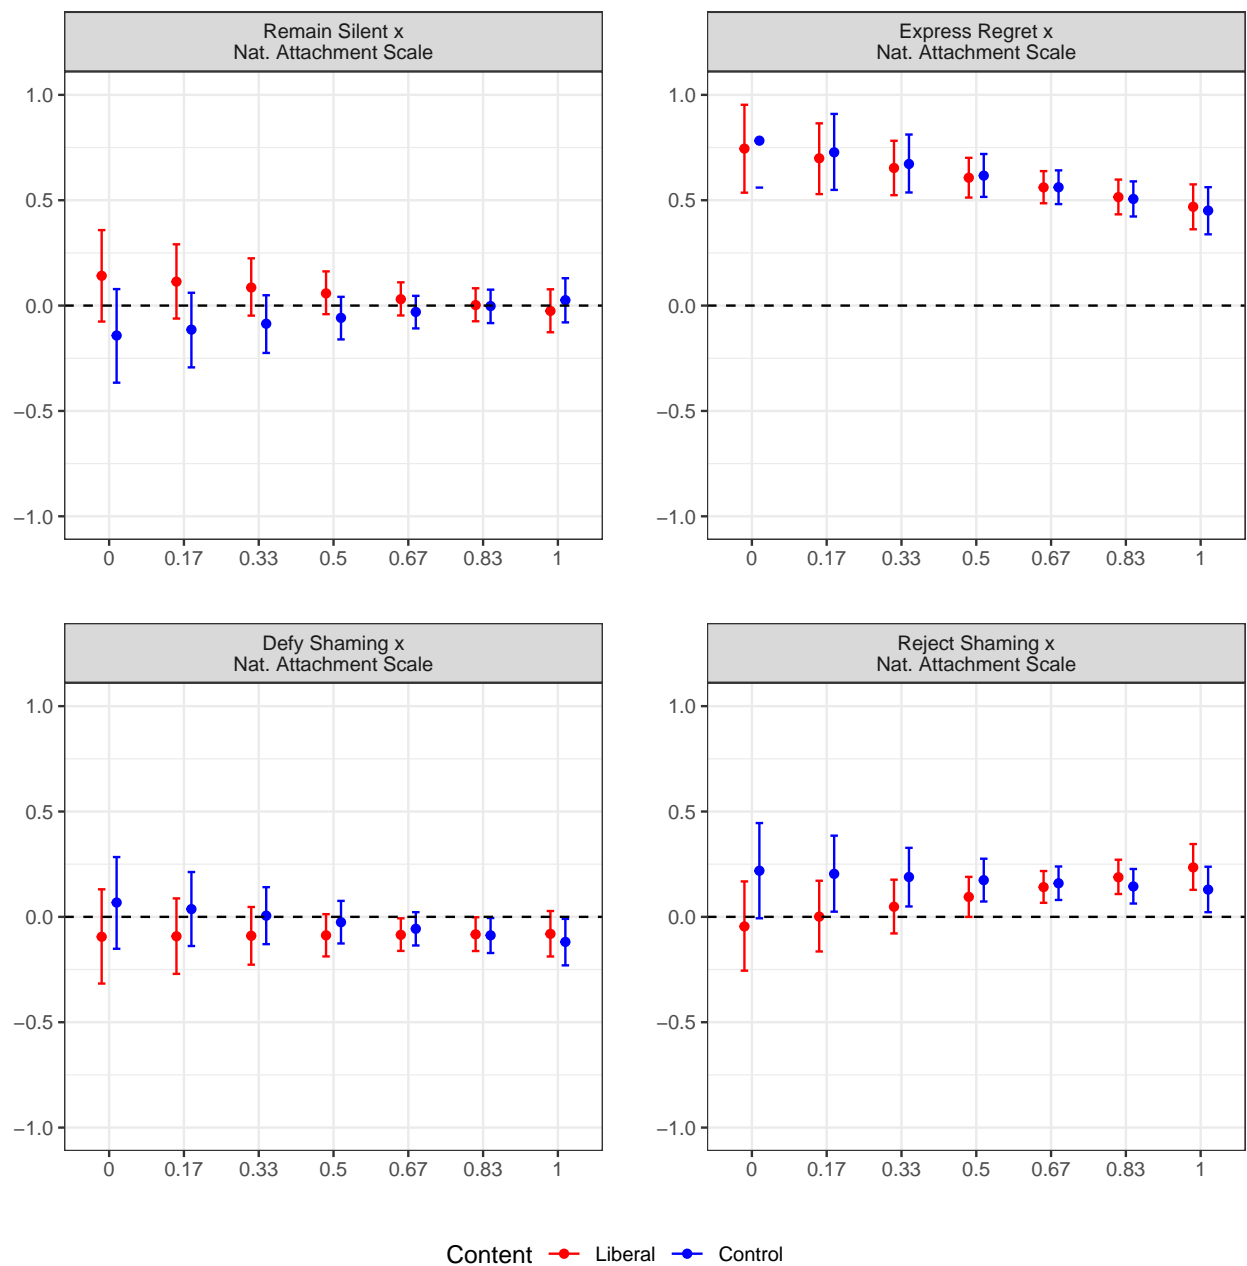 Remain Silent x
Nat. Attachment Scale
1.0
0.5
0.0
−0.5
−1.0
0 0.17 0.33 0.5 0.67 0.83 1
Express Regret x
Nat. Attachment Scale
1.0
0.5
0.0
−0.5
−1.0
0 0.17 0.33 0.5 0.67 0.83 1
Defy Shaming x
Nat. Attachment Scale
1.0
0.5
0.0
−0.5
−1.0
0 0.17 0.33 0.5 0.67 0.83 1
Reject Shaming x
Nat. Attachment Scale
1.0
0.5
0.0
−0.5
−1.0
0 0.17 0.33 0.5 0.67 0.83 1
Content Liberal Control